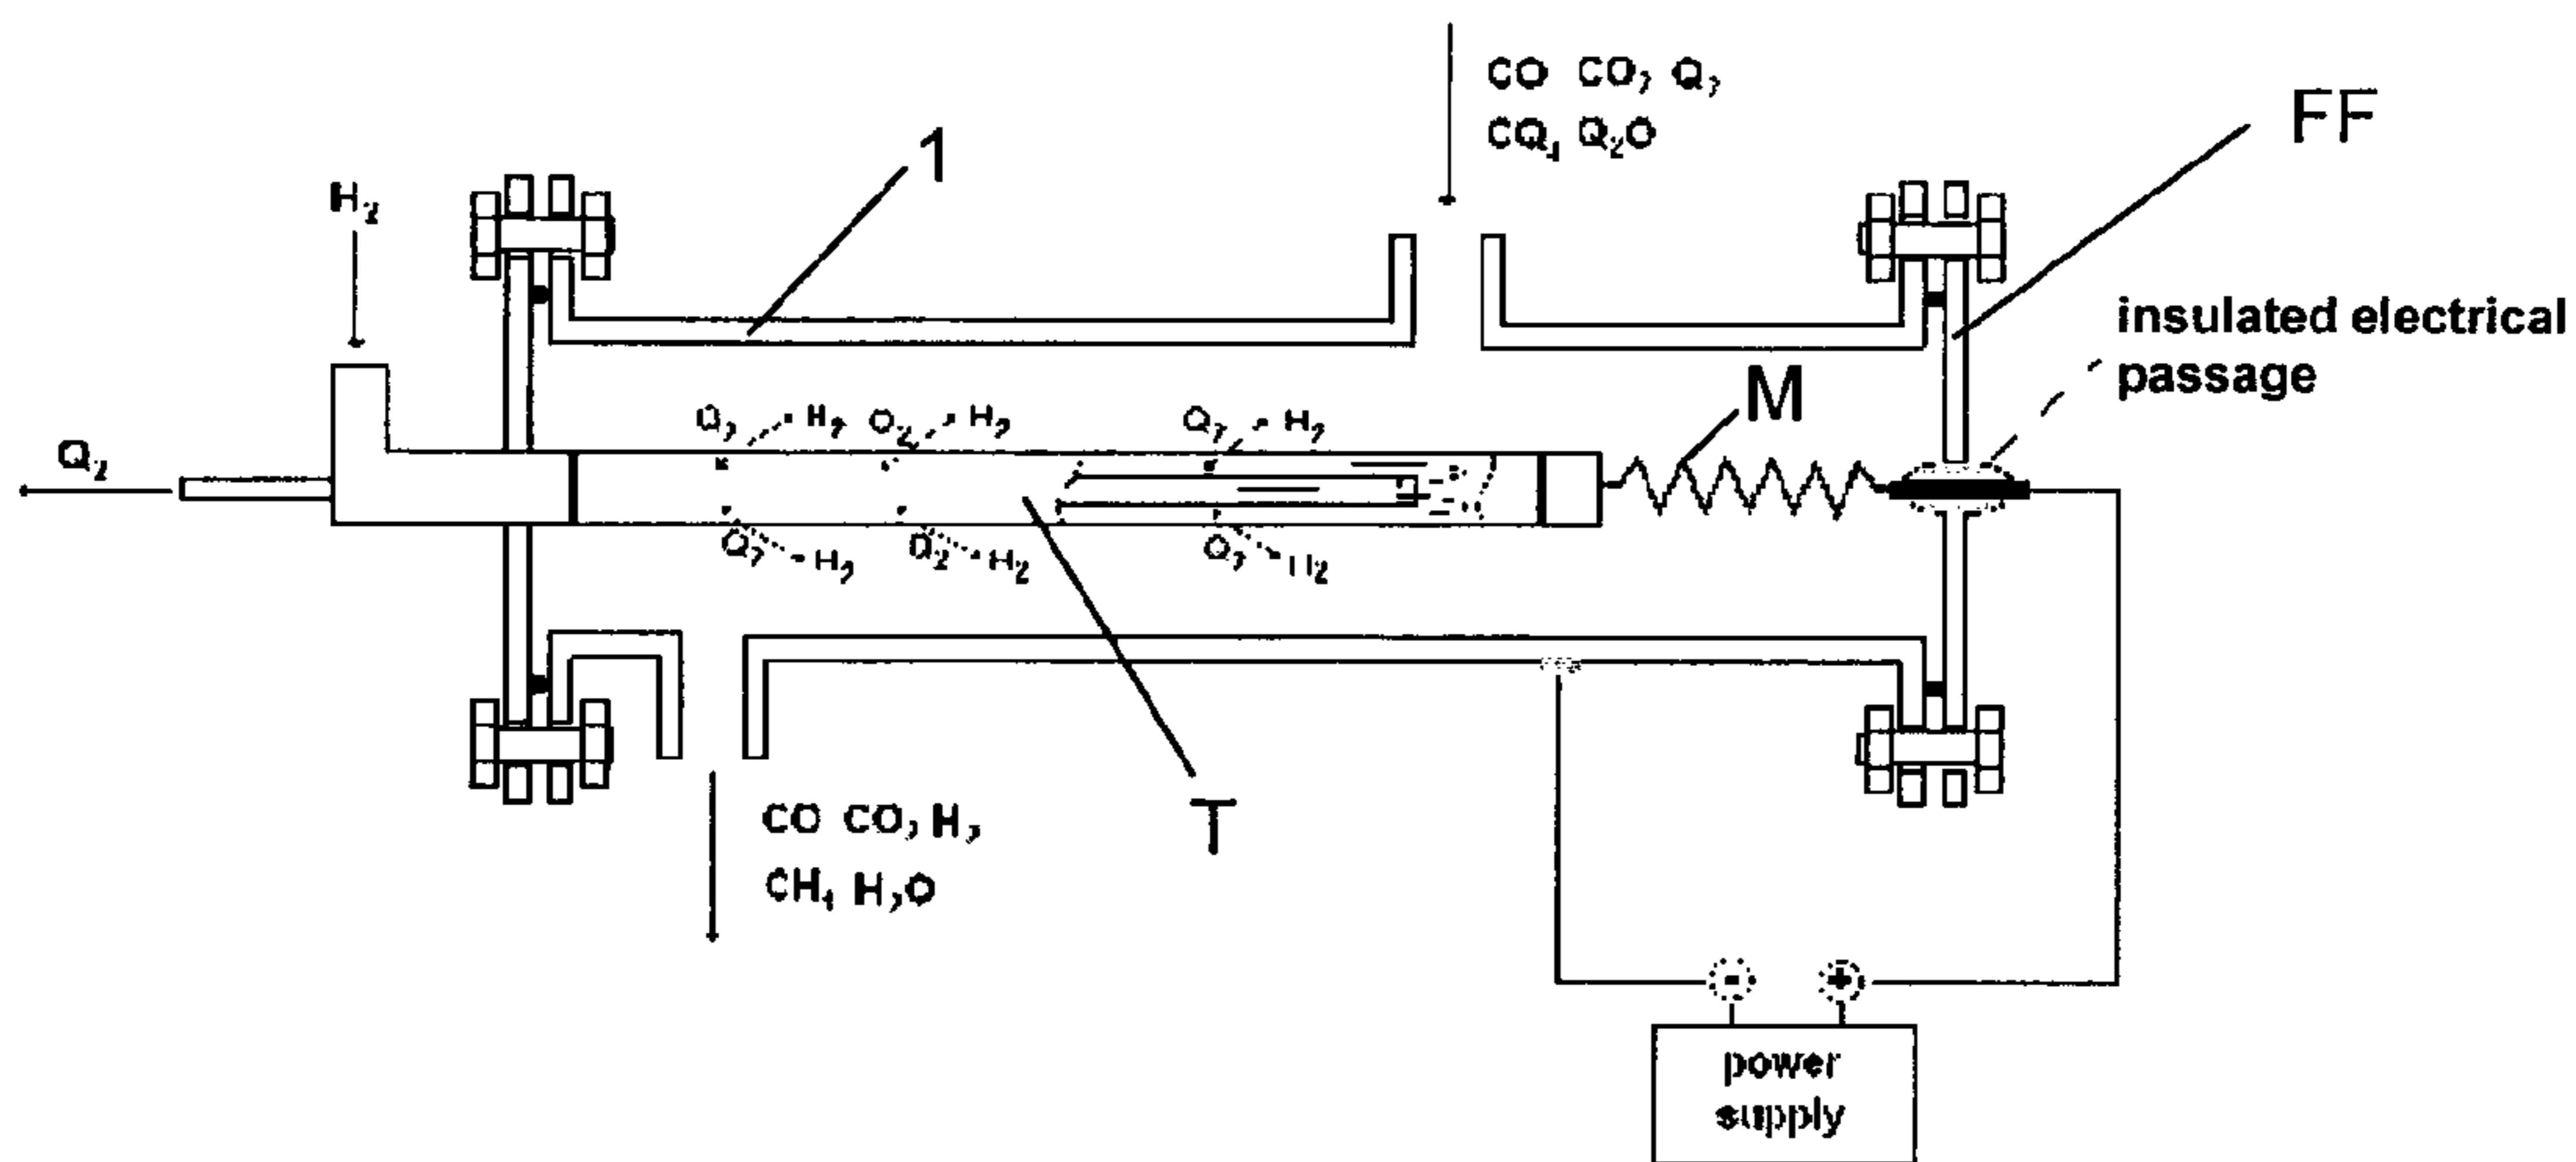 CO CO₂ Q₂
CQ₄ Q₂O
FF
1
H₂
insulated electrical
passage
M
Q₂ H₂ Q₂ H₂ Q₂ H₂
Q₂
Q₂ H₂ Q₂ H₂ Q₂ H₂
T
CO CO₂ H₂
CH₄ H₂O
- +
power
supply